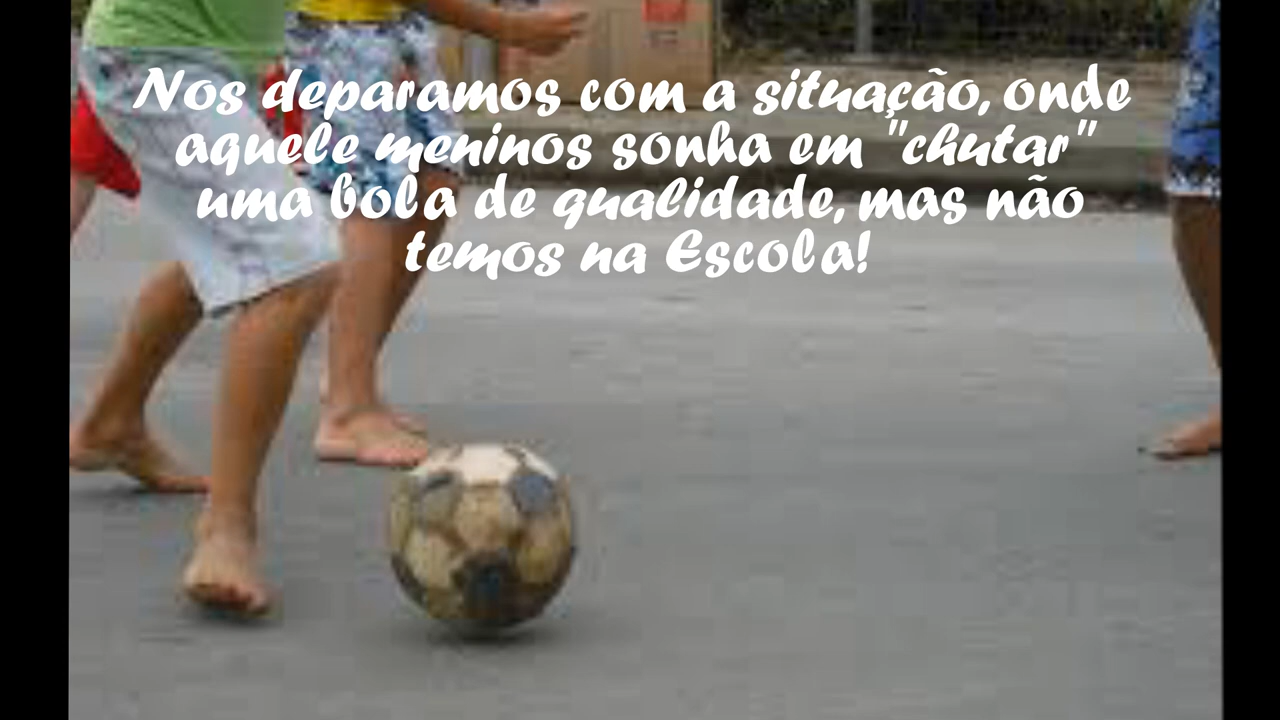 Nos deparamos com a situação, onde
aquele meninos sonha em "chutar"
uma bola de qualidade, mas não
temos na Escola!